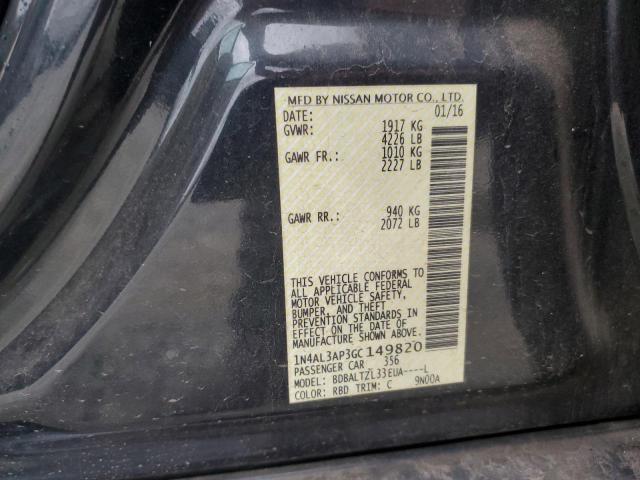 MFD BY NISSAN MOTOR CO., LTD.
DATE: 01/16
GVWR: 1917 KG
4226 LB
GAWR FR.: 1010 KG
2227 LB
GAWR RR.: 940 KG
2072 LB
THIS VEHICLE CONFORMS TO
ALL APPLICABLE FEDERAL
MOTOR VEHICLE SAFETY,
BUMPER, AND THEFT
PREVENTION STANDARDS IN
EFFECT ON THE DATE OF
MANUFACTURE SHOWN ABOVE.
1N4AL3AP3GC149820
PASSENGER CAR 356
MODEL: BDBALTZL33EUA----L
COLOR: RBD TRIM: C 9N00A